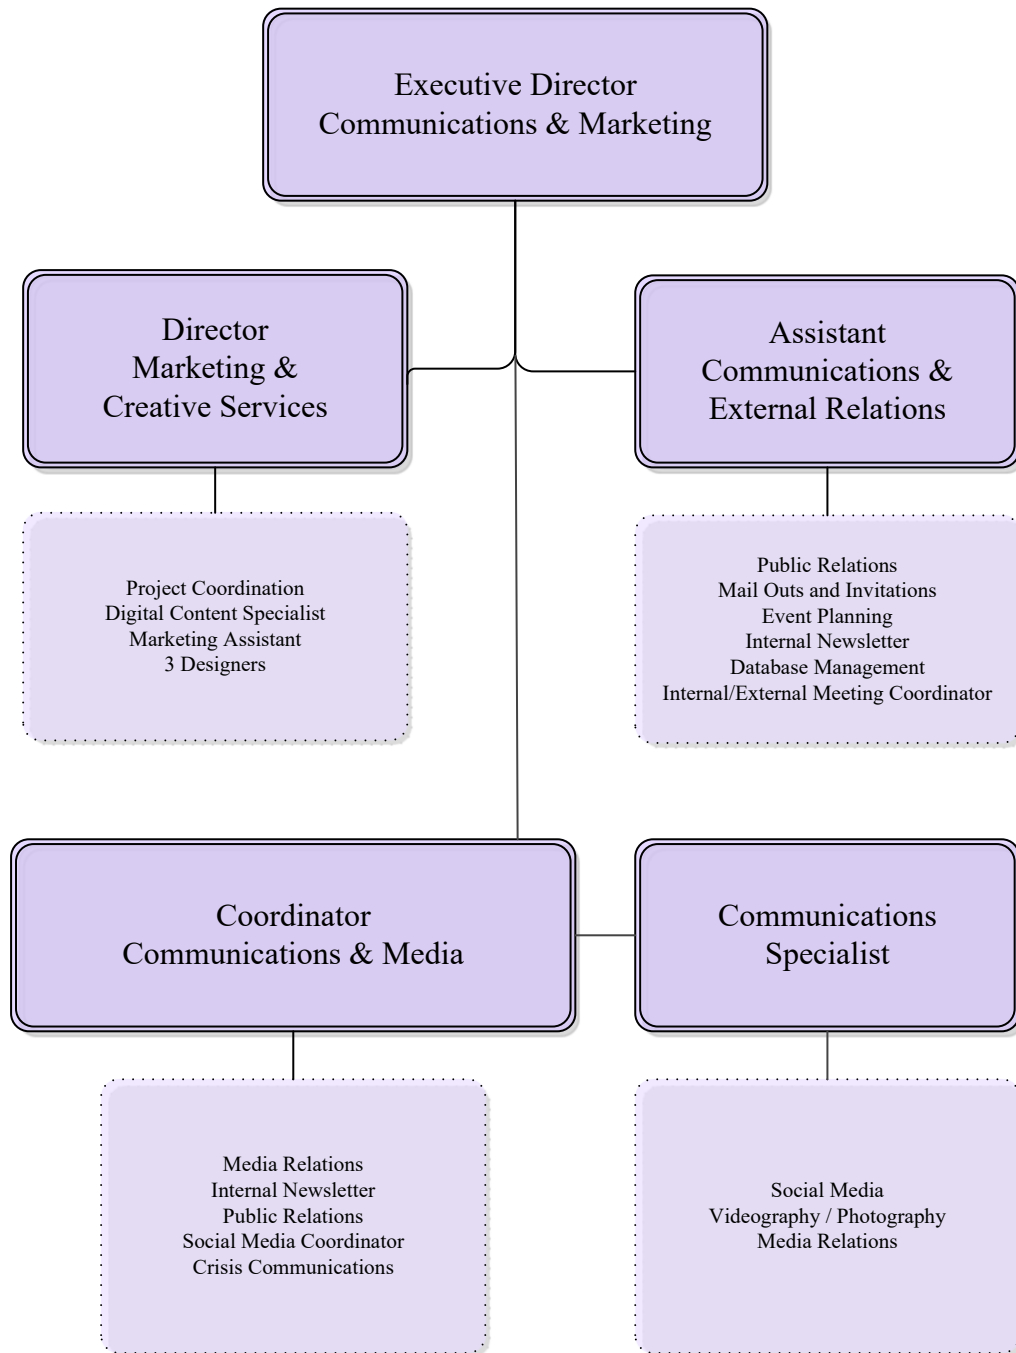 Executive Director
Communications & Marketing
Director
Marketing &
Creative Services
Assistant
Communications &
External Relations
Project Coordination
Digital Content Specialist
Marketing Assistant
3 Designers
Public Relations
Mail Outs and Invitations
Event Planning
Internal Newsletter
Database Management
Internal/External Meeting Coordinator
Coordinator
Communications & Media
Communications
Specialist
Media Relations
Internal Newsletter
Public Relations
Social Media Coordinator
Crisis Communications
Social Media
Videography / Photography
Media Relations